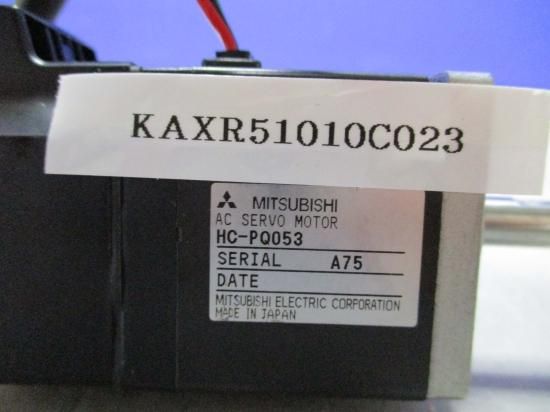 KAXR51010C023
MITSUBISHI
AC SERVO MOTOR
HC-PQ053
SERIAL A75
DATE
MITSUBISHI ELECTRIC CORPORATION
MADE IN JAPAN